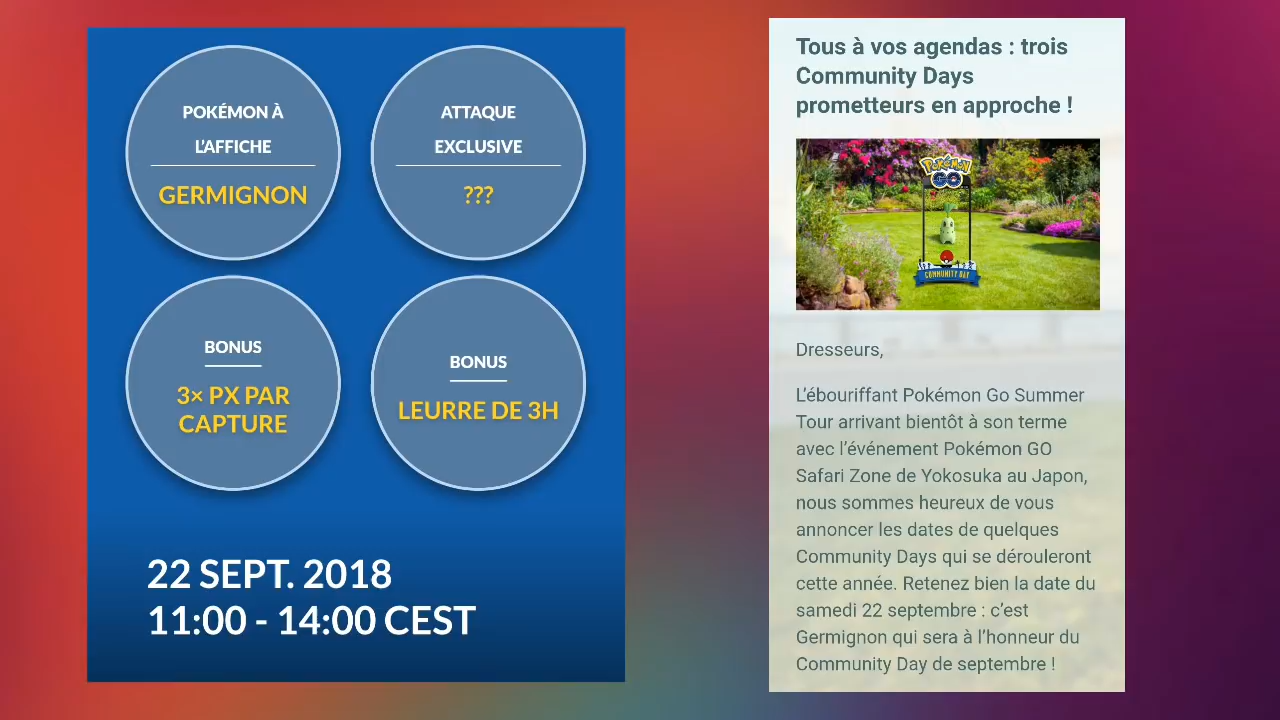 POKÉMON À
L'AFFICHE
GERMIGNON
ATTAQUE
EXCLUSIVE
???
BONUS
3× PX PAR
CAPTURE
BONUS
LEURRE DE 3H
22 SEPT. 2018
11:00 - 14:00 CEST
Tous à vos agendas : trois
Community Days
prometteurs en approche !
POKÉMON
GO
COMMUNITY DAY
Dresseurs,
L’ébouriffant Pokémon Go Summer
Tour arrivant bientôt à son terme
avec l’événement Pokémon GO
Safari Zone de Yokosuka au Japon,
nous sommes heureux de vous
annoncer les dates de quelques
Community Days qui se dérouleront
cette année. Retenez bien la date du
samedi 22 septembre : c’est
Germignon qui sera à l’honneur du
Community Day de septembre !